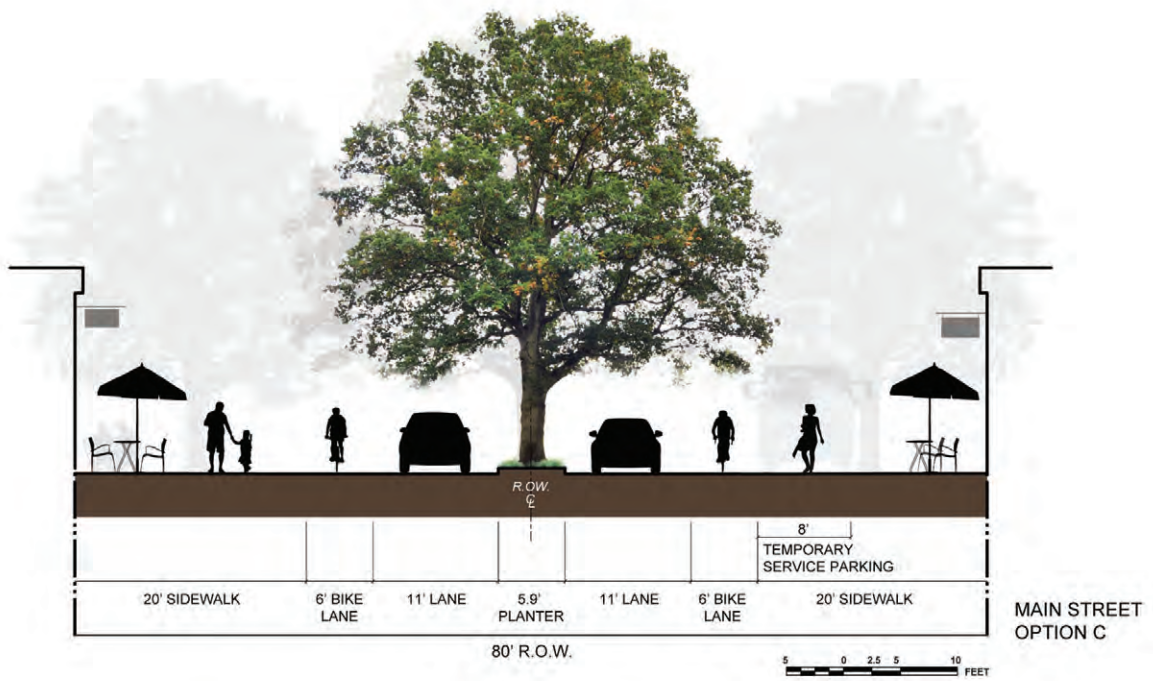 R.O.W.
℄
8'
TEMPORARY
SERVICE PARKING
20' SIDEWALK
6' BIKE
LANE
11' LANE
5.9'
PLANTER
11' LANE
6' BIKE
LANE
20' SIDEWALK
80' R.O.W.
MAIN STREET
OPTION C
5 0 2.5 5 10
FEET